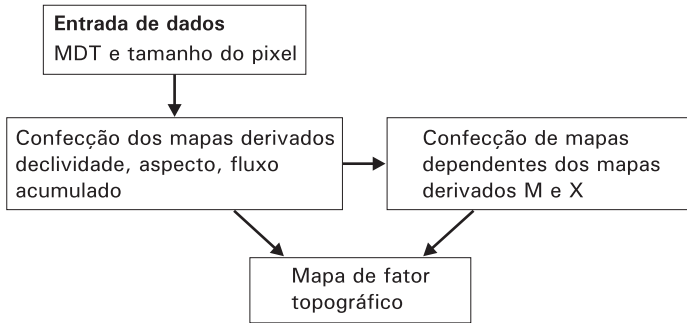 Entrada de dados
MDT e tamanho do pixel
Confecção dos mapas derivados
declividade, aspecto, fluxo
acumulado
Confecção de mapas
dependentes dos mapas
derivados M e X
Mapa de fator
topográfico